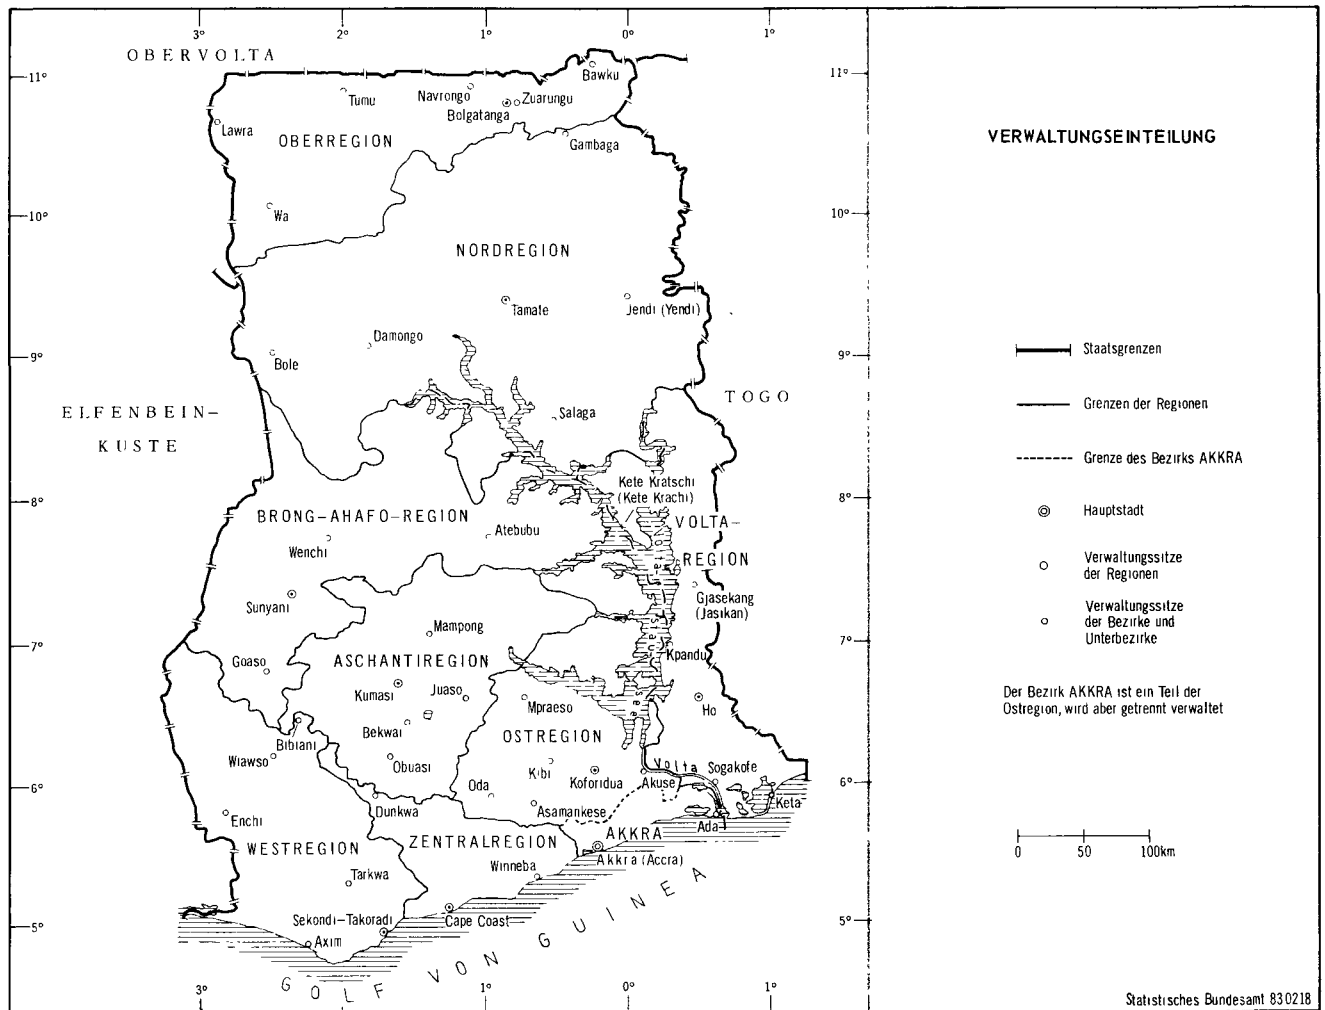 3° 2° 1° 0° 1°
OBERVOLTA
11° 11°
Bawku
Tumu
Navrongo
Zuarungu
Bolgatanga
Lawra
OBERREGION
Gambaga
VERWALTUNGSEINTEILUNG
10° 10°
Wa
NORDREGION
Tamale
Jendi (Yendi)
Damongo
Bole
9° 9°
Staatsgrenzen
TOGO
ELFENBEIN-
KUSTE
Salaga
Grenzen der Regionen
Grenze des Bezirks AKKRA
Kete Kratschi
(Kete Krachi)
8° 8°
BRONG-AHAFO-REGION
Atebubu
VOLTA-
REGION
Hauptstadt
Wenchi
Volta-
Stausee
Verwaltungssitze
der Regionen
Gjasekang
(Jasikan)
Sunyani
Verwaltungssitze
der Bezirke und
Unterbezirke
Mampong
7° 7°
Goaso
ASCHANTIREGION
Kpandu
Kumasi
Juaso
Mpraeso
Ho
Der Bezirk AKKRA ist ein Teil der
Ostregion, wird aber getrennt verwaltet
Bekwai
OSTREGION
Bibiani
Wiawso
Obuasi
Kibi
Koforidua
Volta
Akuse
Sogakofe
6° 6°
Oda
Keta
Dunkwa
Asamankese
Enchi
Ada
WESTREGION
ZENTRALREGION
AKKRA
Akkra (Accra)
0 50 100km
Winneba
Tarkwa
Sekondi-Takoradi
Cape Coast
5° 5°
Axim
GOLF VON GUINEA
3° 1° 0° 1°
Statistisches Bundesamt 830218